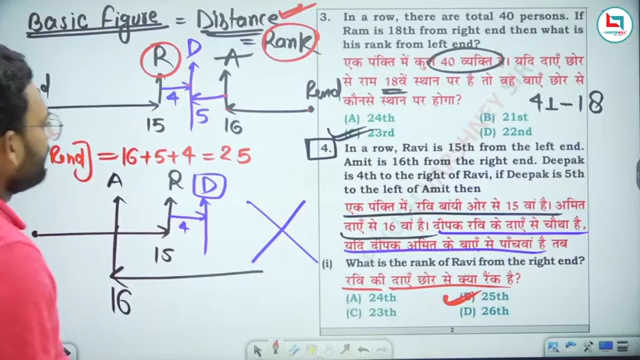 Basic Figure = Distance
= Rank
R D A
end
4
5
Rend
15
16
Rend = 16+5+4=25
A R D
4
15
16
3. In a row, there are total 40 persons. If
Ram is 18th from right end then what is
his rank from left end?
एक पंक्ति में कुल 40 व्यक्ति है। यदि दाएँ छोर
से राम 18वें स्थान पर है तो वह बाएँ छोर से
कौनसे स्थान पर होगा?
41-18
(A) 24th (B) 21st
23rd (D) 22nd
4. In a row, Ravi is 15th from the left end.
Amit is 16th from the right end. Deepak
is 4th to the right of Ravi, if Deepak is 5th
to the left of Amit then
एक पंक्ति में, रवि बांयी ओर से 15 वां है। अमित
दाएँ से 16 वां है। दीपक रवि के दाएँ से चौथा है,
यदि दीपक अमित के बाएँ से पाँचवां है तब
(i) What is the rank of Ravi from the right end?
रवि की दाएँ छोर से क्या रैंक है?
(A) 24th 25th
(C) 23th (D) 26th
2